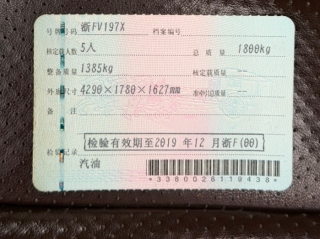 号牌号码 浙FV197X 档案编号
核定载人数 5人 总质量 1800kg
整备质量 1385kg 核定载质量 --
外廓尺寸 4290×1780×1627mm 准牵引总质量 --
备注
检验记录 检验有效期至2019 年 12 月浙F(00)
汽油
*3380026118438*